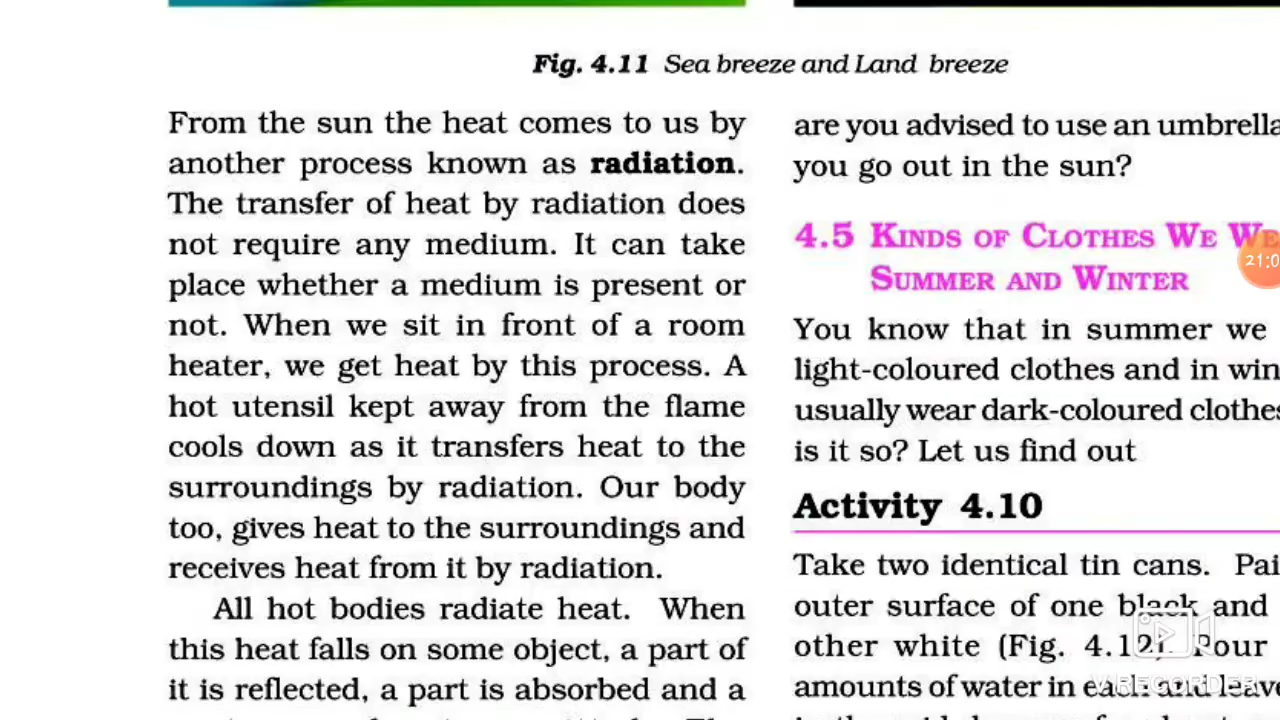 Fig. 4.11 Sea breeze and Land breeze
From the sun the heat comes to us by
another process known as radiation.
The transfer of heat by radiation does
not require any medium. It can take
place whether a medium is present or
not. When we sit in front of a room
heater, we get heat by this process. A
hot utensil kept away from the flame
cools down as it transfers heat to the
surroundings by radiation. Our body
too, gives heat to the surroundings and
receives heat from it by radiation.
All hot bodies radiate heat. When
this heat falls on some object, a part of
it is reflected, a part is absorbed and a
are you advised to use an umbrella
you go out in the sun?
4.5 KINDS OF CLOTHES WE WE
SUMMER AND WINTER
21:0
You know that in summer we
light-coloured clothes and in win
usually wear dark-coloured clothes
is it so? Let us find out
Activity 4.10
Take two identical tin cans. Pai
outer surface of one black and
other white (Fig. 4.12). Pour
amounts of water in each and leave
VIRECORDER